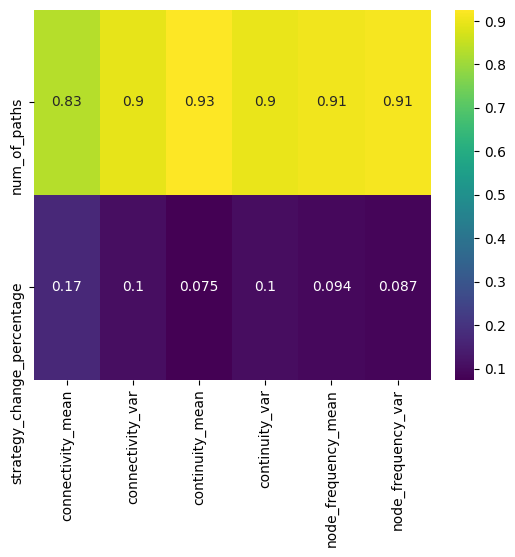 num_of_paths
0.83 0.9 0.93 0.9 0.91 0.91
strategy_change_percentage
0.17 0.1 0.075 0.1 0.094 0.087
connectivity_mean
connectivity_var
continuity_mean
continuity_var
node_frequency_mean
node_frequency_var
0.9
0.8
0.7
0.6
0.5
0.4
0.3
0.2
0.1